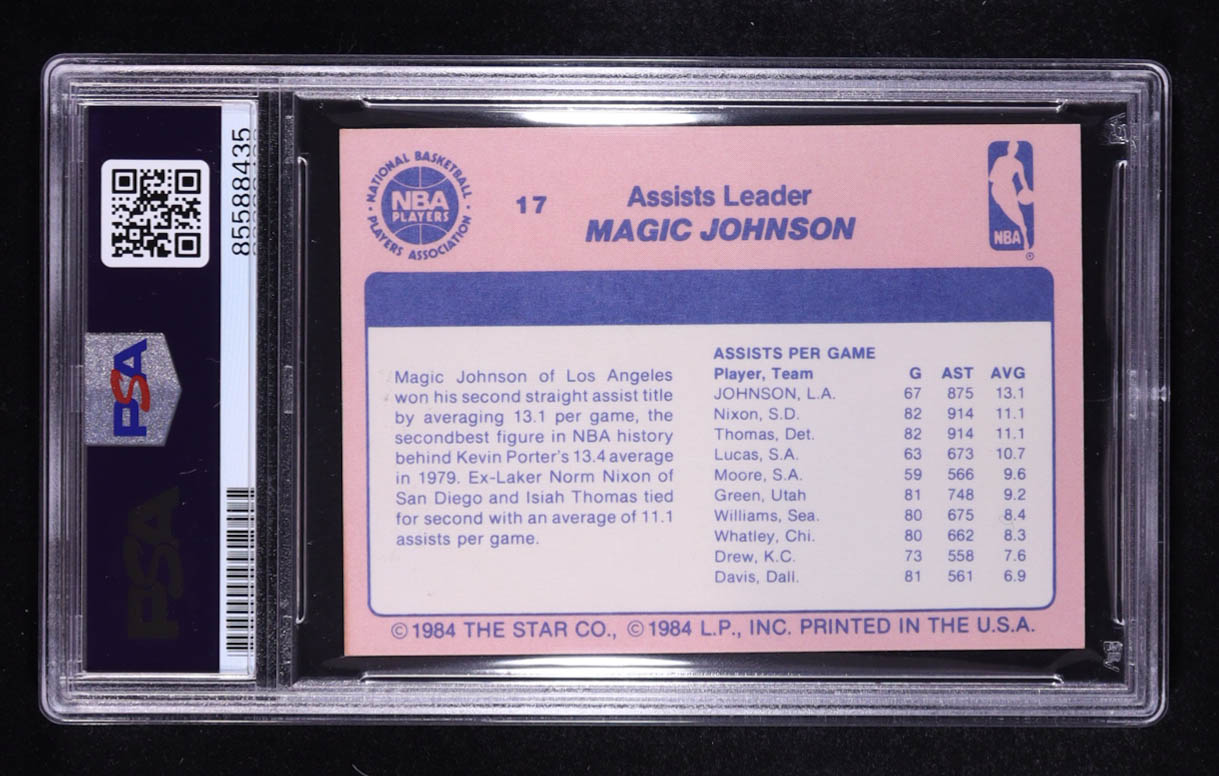 85588435
PSA
PSA
NATIONAL BASKETBALL
PLAYERS ASSOCIATION
NBA
PLAYERS
17
Assists Leader
MAGIC JOHNSON
NBA
®
Magic Johnson of Los Angeles
won his second straight assist title
by averaging 13.1 per game, the
secondbest figure in NBA history
behind Kevin Porter's 13.4 average
in 1979. Ex-Laker Norm Nixon of
San Diego and Isiah Thomas tied
for second with an average of 11.1
assists per game.
ASSISTS PER GAME
Player, Team G AST AVG
JOHNSON, L.A. 67 875 13.1
Nixon, S.D. 82 914 11.1
Thomas, Det. 82 914 11.1
Lucas, S.A. 63 673 10.7
Moore, S.A. 59 566 9.6
Green, Utah 81 748 9.2
Williams, Sea. 80 675 8.4
Whatley, Chi. 80 662 8.3
Drew, K.C. 73 558 7.6
Davis, Dall. 81 561 6.9
© 1984 THE STAR CO., © 1984 L.P., INC. PRINTED IN THE U.S.A.